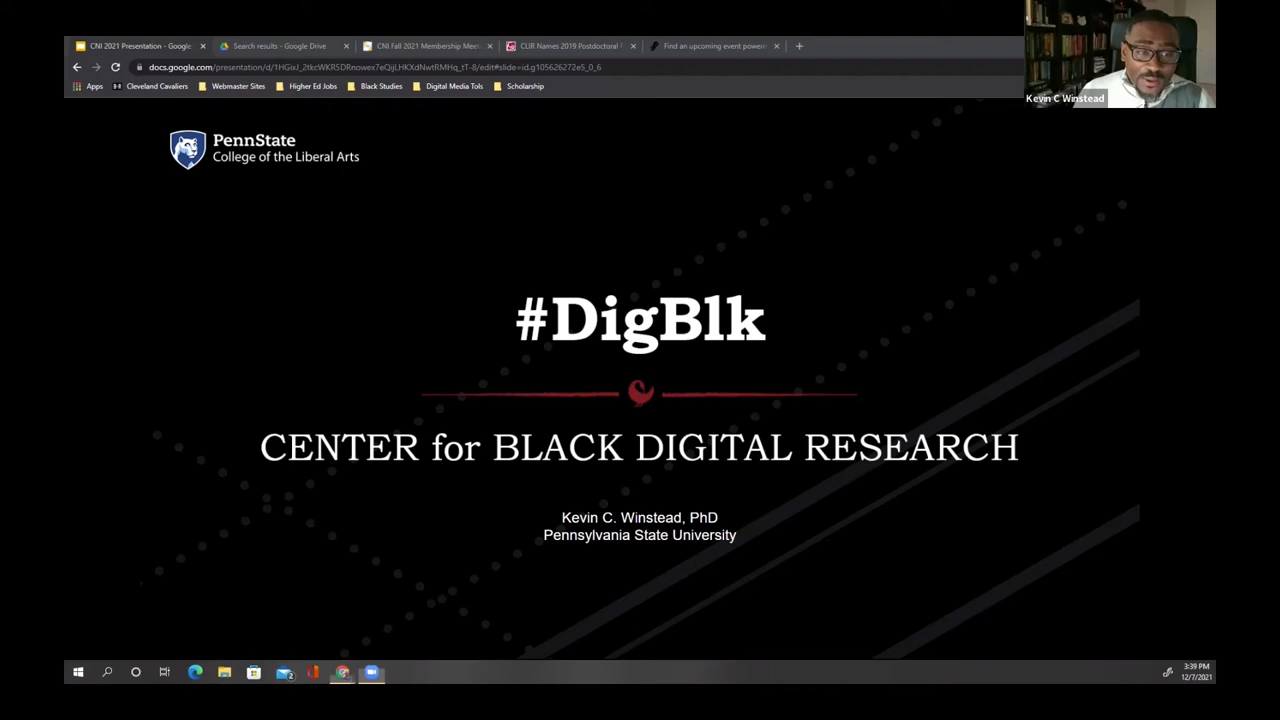 CNI 2021 Presentation - Google
Search results - Google Drive
CNI Fall 2021 Membership Mee
CLIR Names 2019 Postdoctoral F
Find an upcoming event powere
Apps
Cleveland Cavaliers
Webmaster Sites
Higher Ed Jobs
Black Studies
Digital Media Tols
Scholarship
Kevin C Winstead
PennState
College of the Liberal Arts
#DigBlk
CENTER for BLACK DIGITAL RESEARCH
Kevin C. Winstead, PhD
Pennsylvania State University
3:39 PM
12/7/2021